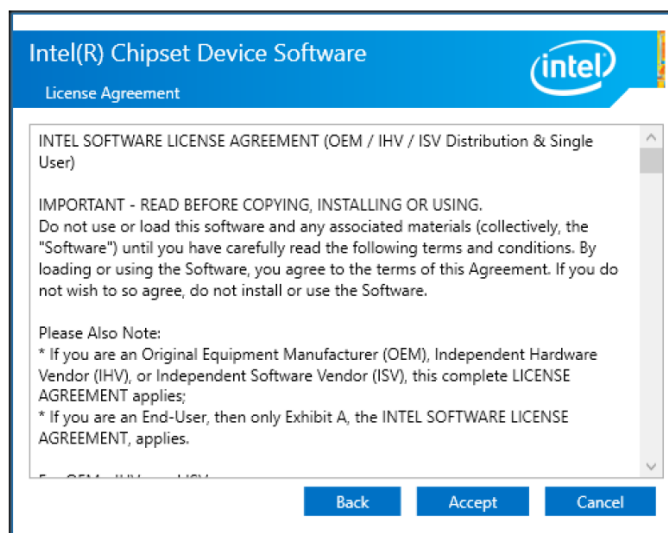 Intel(R) Chipset Device Software
(intel)
License Agreement
INTEL SOFTWARE LICENSE AGREEMENT (OEM / IHV / ISV Distribution & Single
User)
IMPORTANT - READ BEFORE COPYING, INSTALLING OR USING.
Do not use or load this software and any associated materials (collectively, the
"Software") until you have carefully read the following terms and conditions. By
loading or using the Software, you agree to the terms of this Agreement. If you do
not wish to so agree, do not install or use the Software.
Please Also Note:
* If you are an Original Equipment Manufacturer (OEM), Independent Hardware
Vendor (IHV), or Independent Software Vendor (ISV), this complete LICENSE
AGREEMENT applies;
* If you are an End-User, then only Exhibit A, the INTEL SOFTWARE LICENSE
AGREEMENT, applies.
Back Accept Cancel